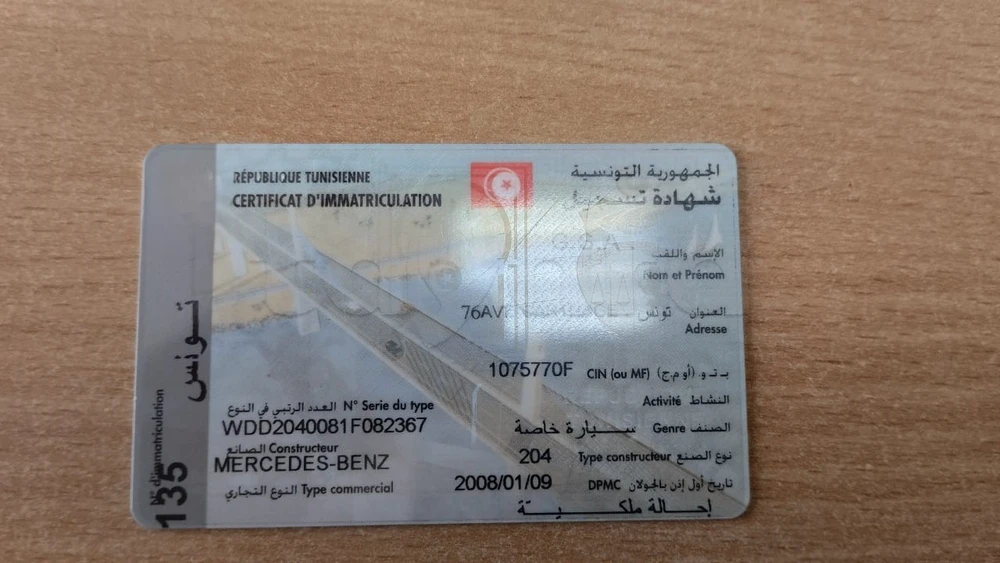 RÉPUBLIQUE TUNISIENNE
الجمهورية التونسية
CERTIFICAT D'IMMATRICULATION
شهادة تسجيل
G.S.A
الإسم واللقب
Nom et Prénom
العنوان تونس 76AV
Adresse
ب.ت.و. (أو م.ج) CIN (ou MF) 1075770F
النشاط Activité
N° Serie du type العدد الرتبي في النوع
WDD2040081F082367
الصنف Genre سيارة خاصة
Constructeur الصانع
MERCEDES-BENZ
نوع الصنع Type constructeur 204
Type commercial النوع التجاري
تاريخ أول إذن بالجولان DPMC 2008/01/09
إحالة ملكية
N° d'immatriculation
135 تونس